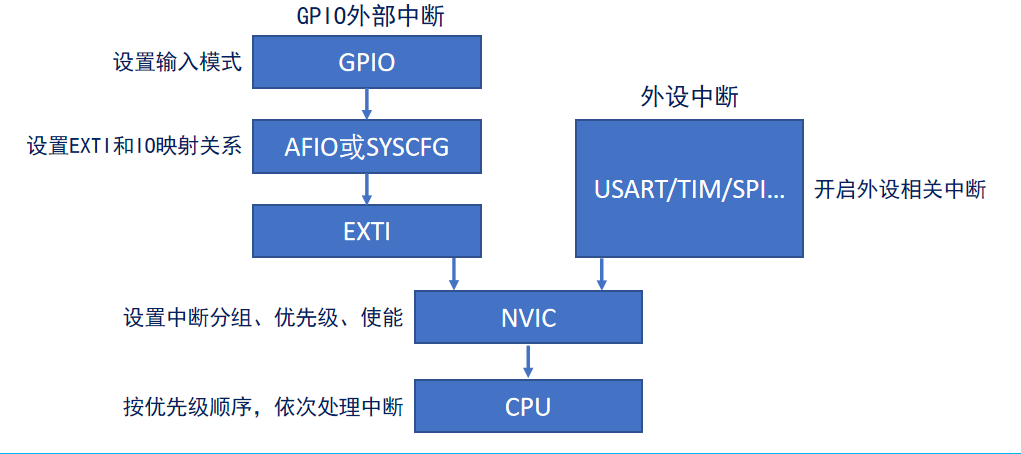 GPIO外部中断
设置输入模式
GPIO
外设中断
设置EXTI和IO映射关系
AFIO或SYSCFG
USART/TIM/SPI...
开启外设相关中断
EXTI
设置中断分组、优先级、使能
NVIC
按优先级顺序，依次处理中断
CPU